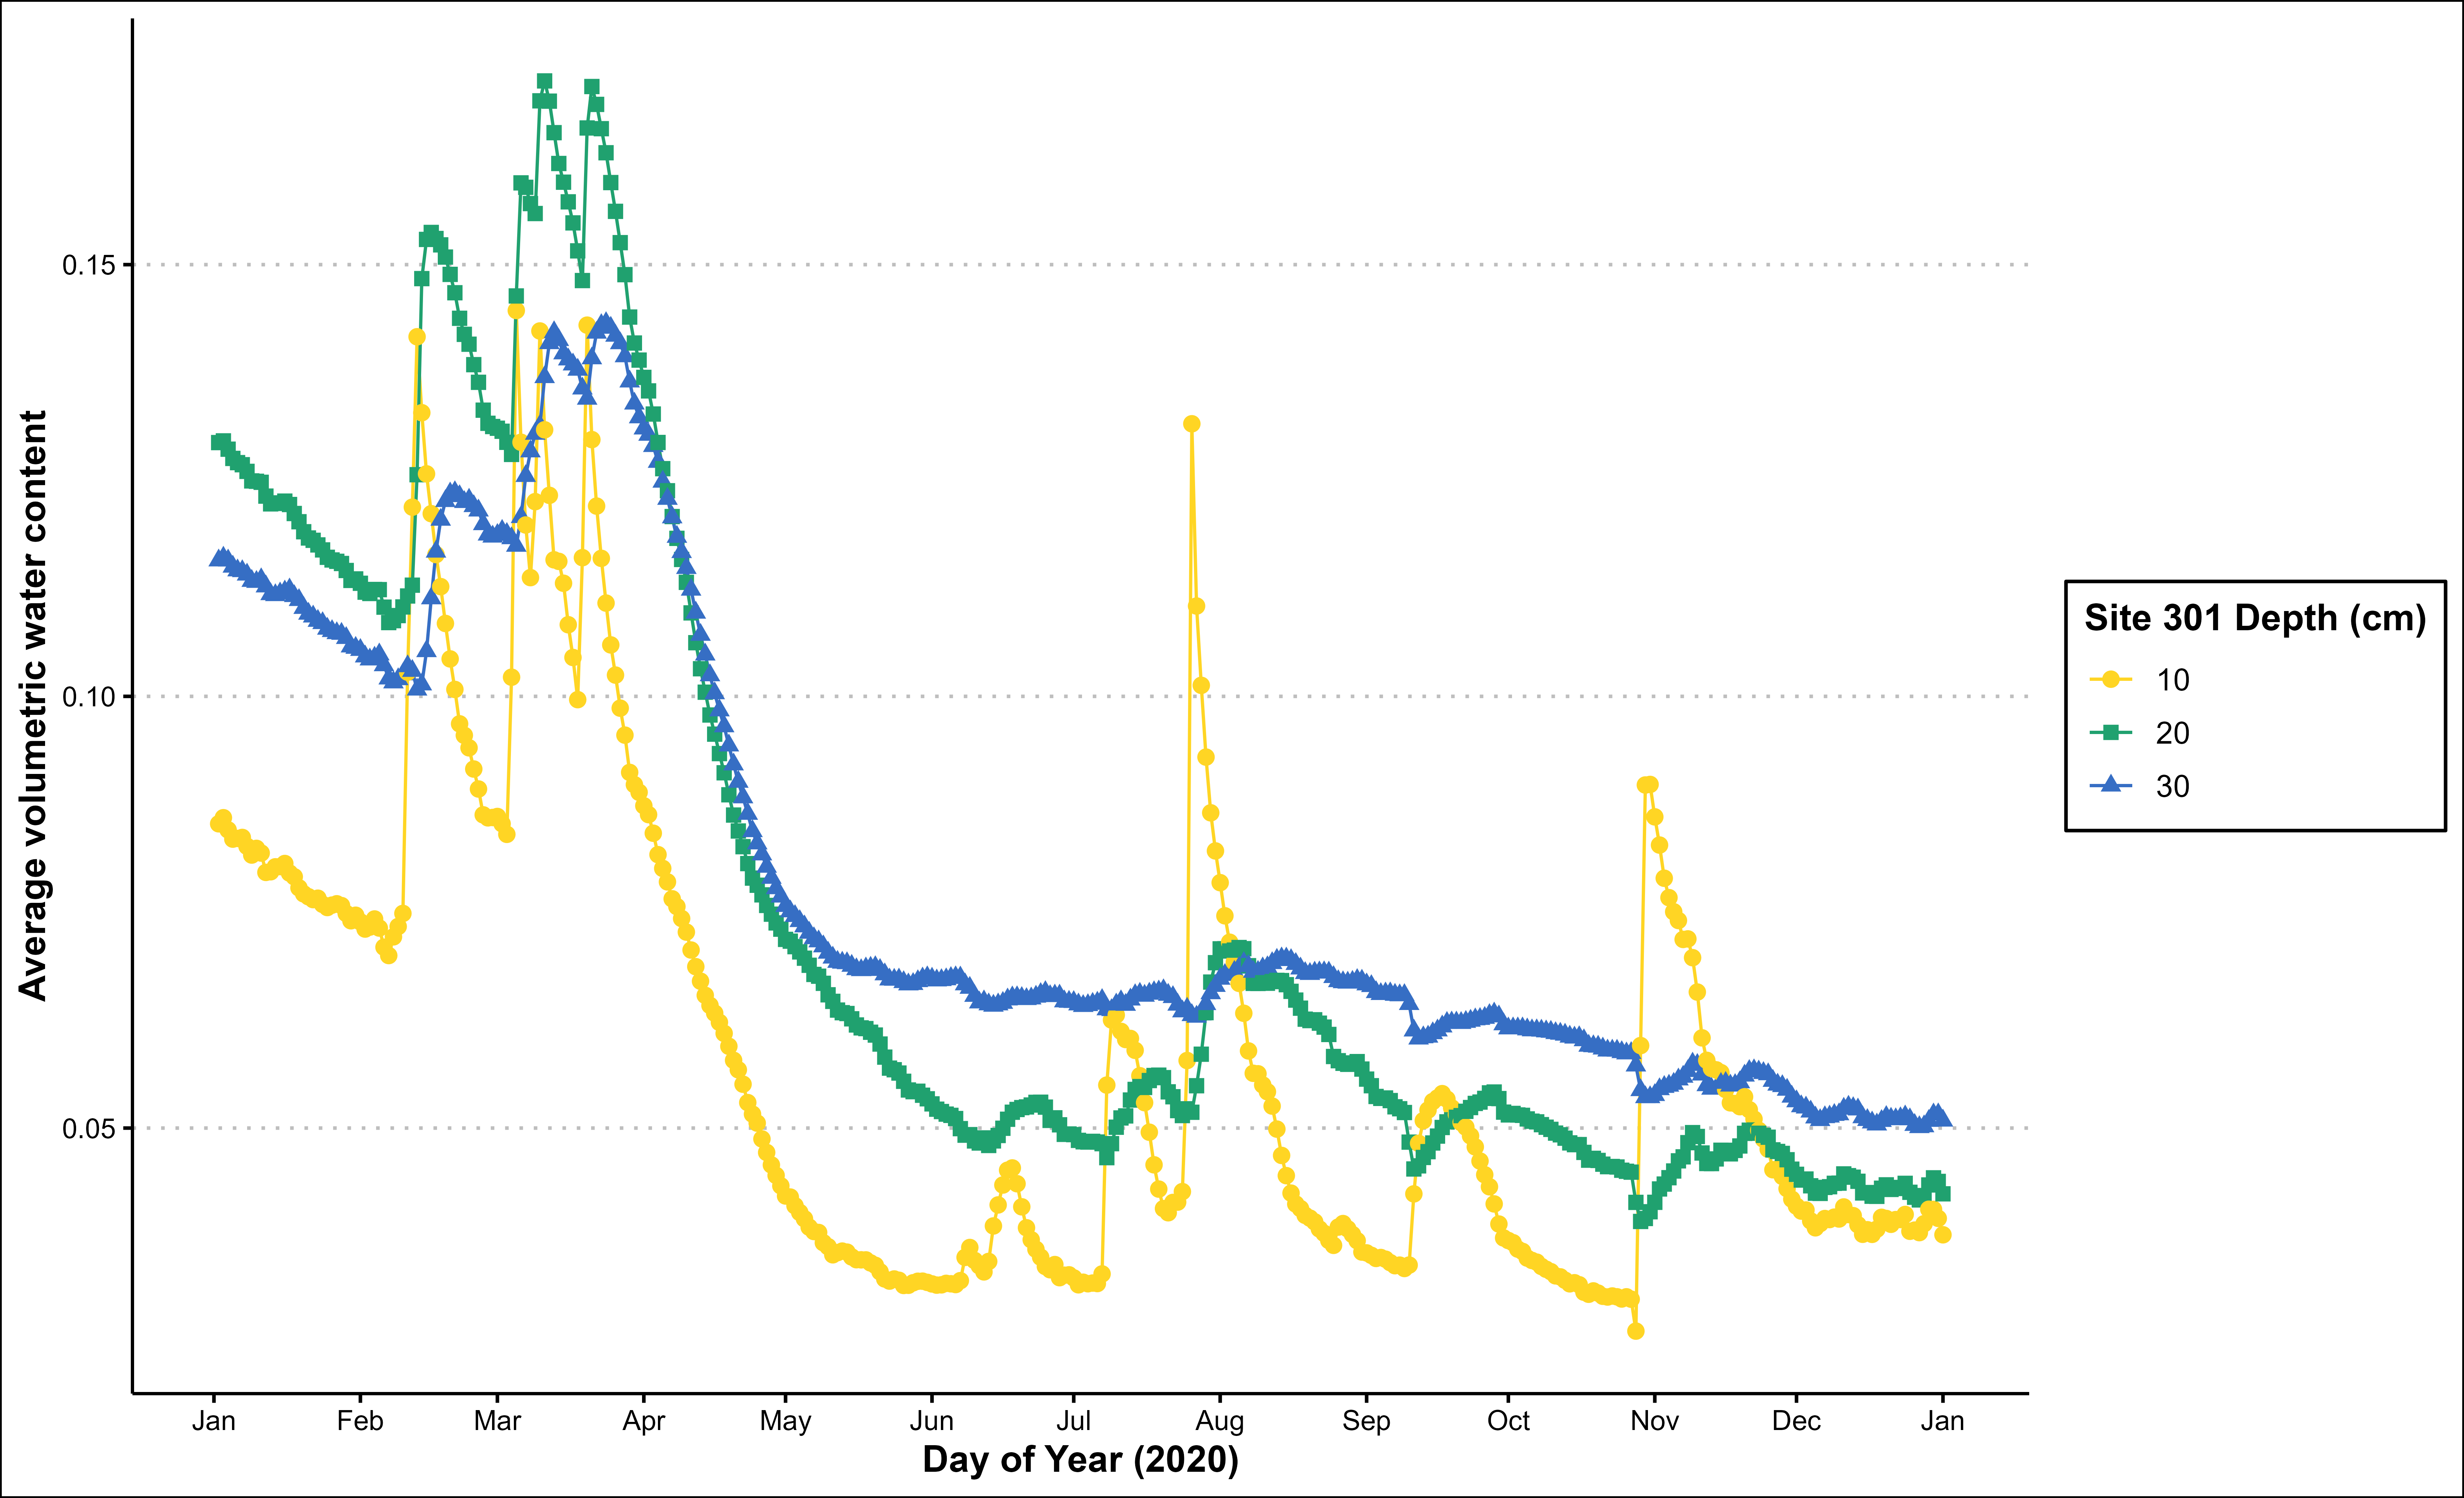 Average volumetric water content
0.15
0.10
0.05
Jan Feb Mar Apr May Jun Jul Aug Sep Oct Nov Dec Jan
Day of Year (2020)
Site 301 Depth (cm)
10
20
30